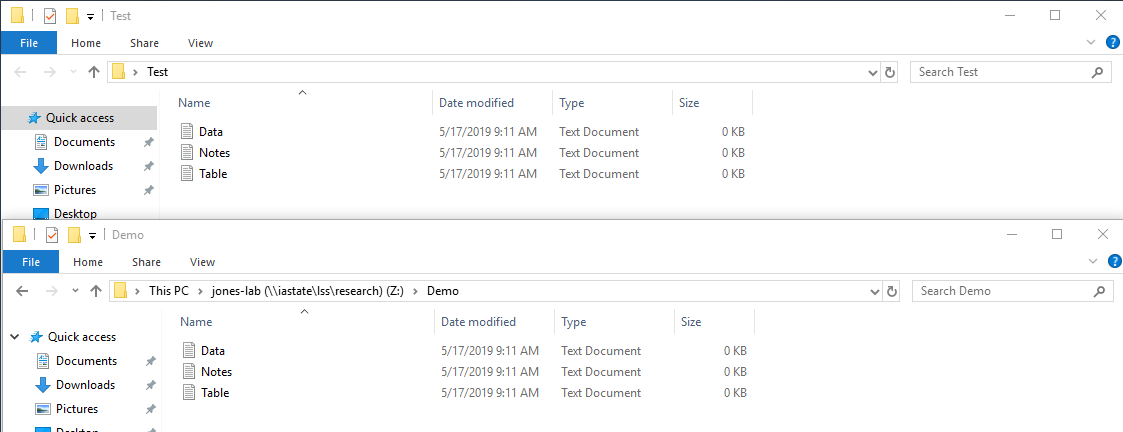 Test
File Home Share View
Test Search Test
Name Date modified Type Size
Quick access
Data 5/17/2019 9:11 AM Text Document 0 KB
Documents
Notes 5/17/2019 9:11 AM Text Document 0 KB
Downloads
Table 5/17/2019 9:11 AM Text Document 0 KB
Pictures
Desktop
Demo
File Home Share View
This PC jones-lab (\\iastate\lss\research) (Z:) Demo Search Demo
Name Date modified Type Size
Quick access
Data 5/17/2019 9:11 AM Text Document 0 KB
Documents
Notes 5/17/2019 9:11 AM Text Document 0 KB
Downloads
Table 5/17/2019 9:11 AM Text Document 0 KB
Pictures
Desktop